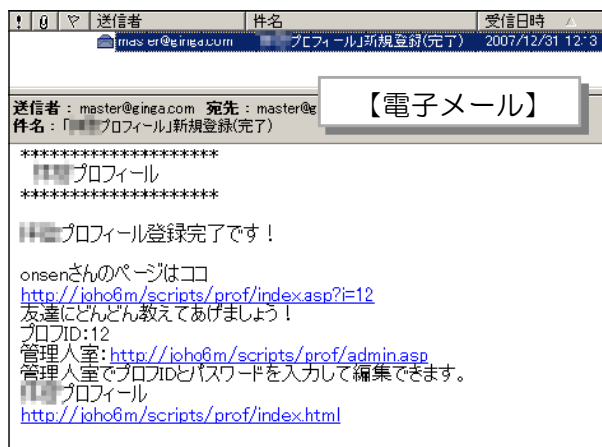 ! 送信者 件名 受信日時
master@ginga.com プロフィール」新規登録(完了) 2007/12/31 12:
【電子メール】
送信者: master@ginga.com 宛先: master@g
件名:「 プロフィール」新規登録(完了)
********************
プロフィール
********************
プロフィール登録完了です!
onsenさんのページはココ
http://joho6m/scripts/prof/index.asp?i=12
友達にどんどん教えてあげましょう!
プロフID:12
管理人室:http://joho6m/scripts/prof/admin.asp
管理人室でプロフIDとパスワードを入力して編集できます。
プロフィール
http://joho6m/scripts/prof/index.html